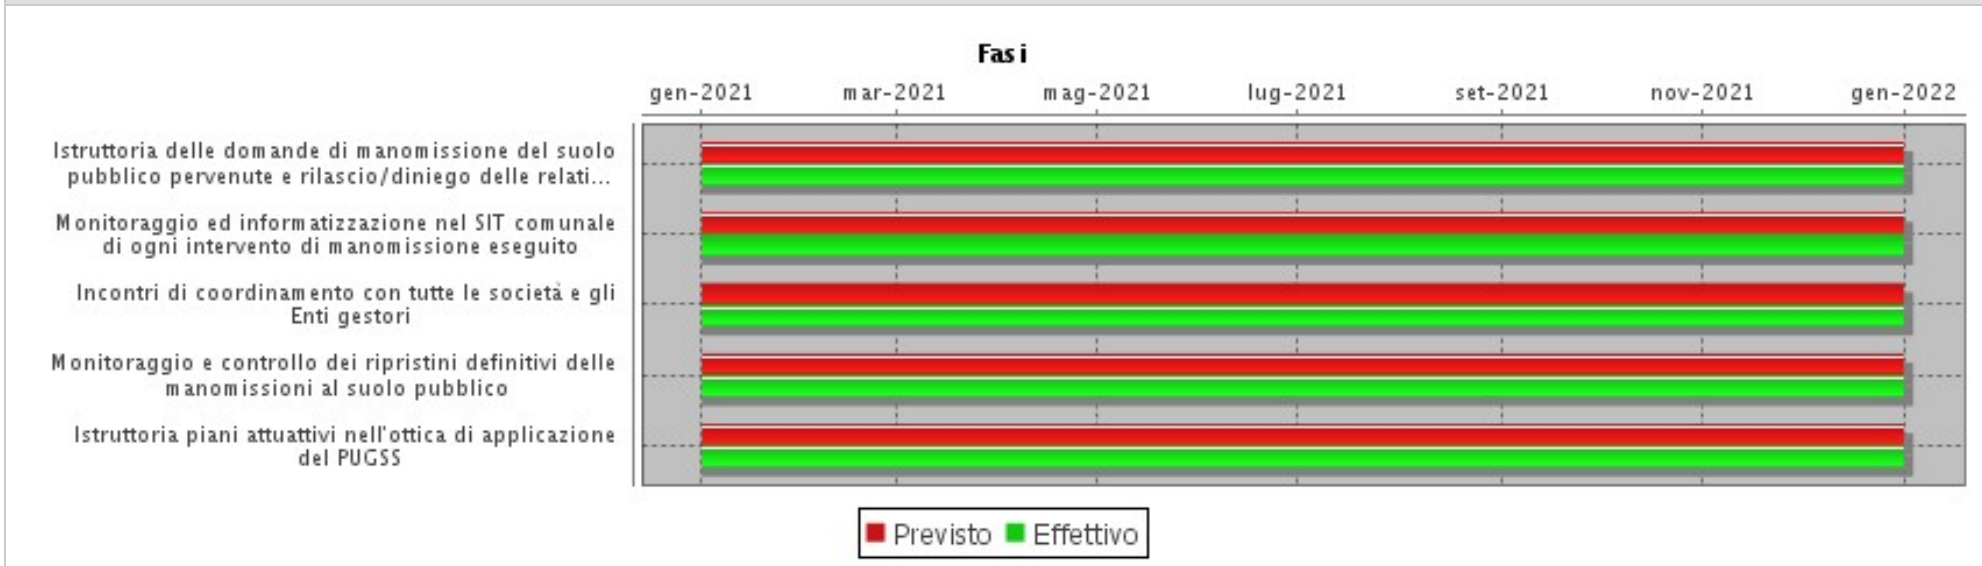 Fasi
gen-2021 mar-2021 mag-2021 lug-2021 set-2021 nov-2021 gen-2022
Istruttoria delle domande di manomissione del suolo
pubblico pervenute e rilascio/diniego delle relati...
Monitoraggio ed informatizzazione nel SIT comunale
di ogni intervento di manomissione eseguito
Incontri di coordinamento con tutte le società e gli
Enti gestori
Monitoraggio e controllo dei ripristini definitivi delle
manomissioni al suolo pubblico
Istruttoria piani attuattivi nell'ottica di applicazione
del PUGSS
Previsto Effettivo